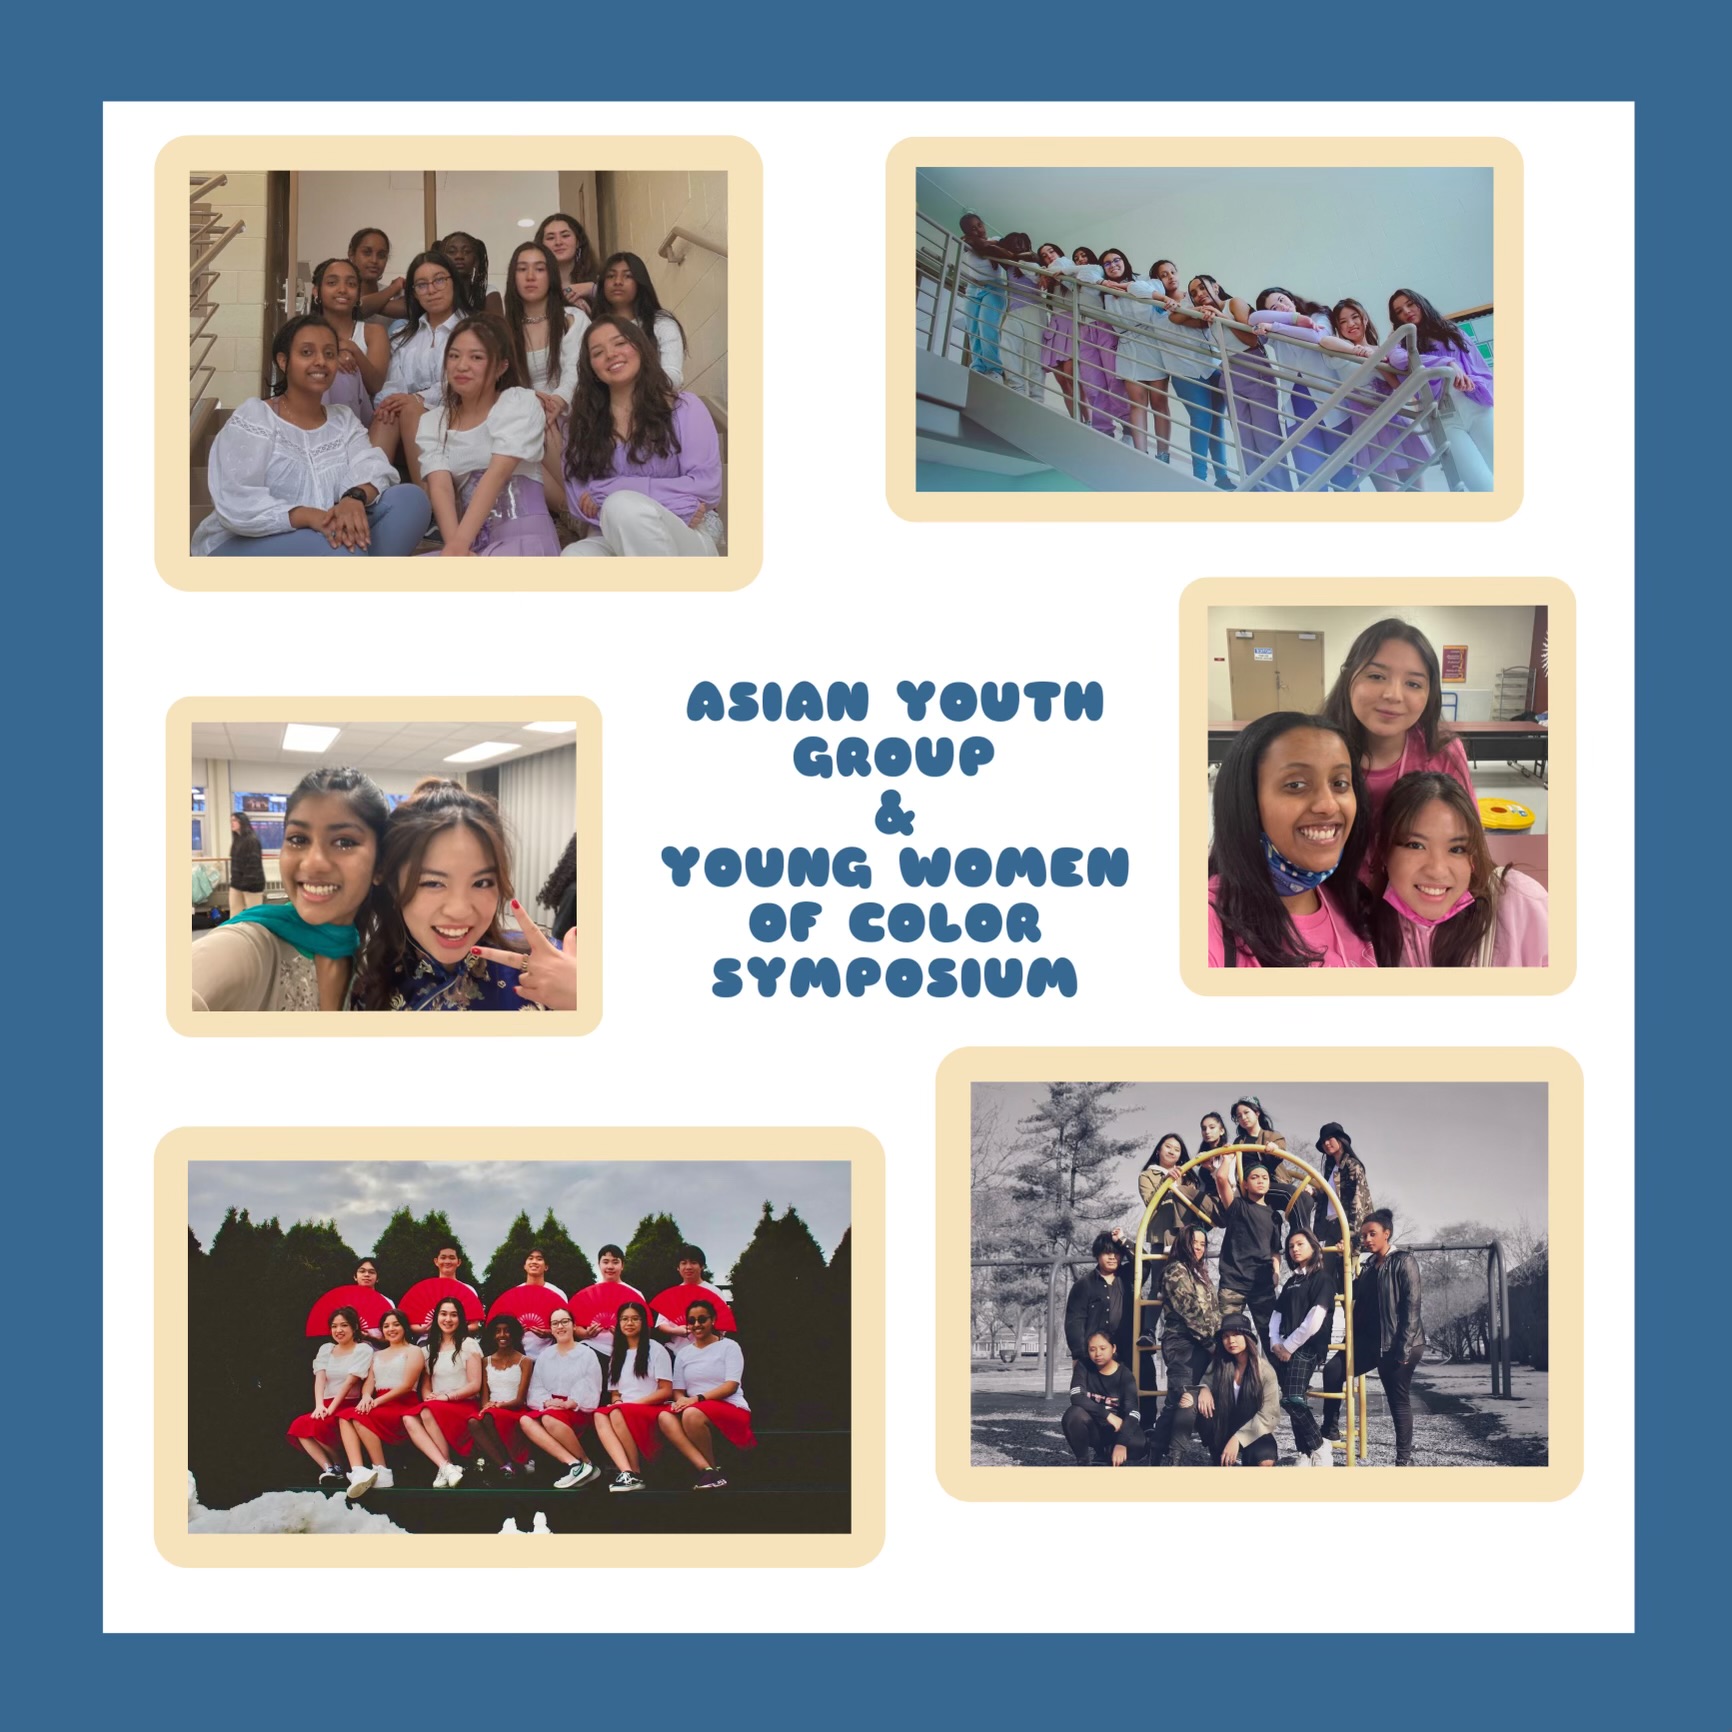 ASIAN YOUTH
GROUP
&
YOUNG WOMEN
OF COLOR
SYMPOSIUM